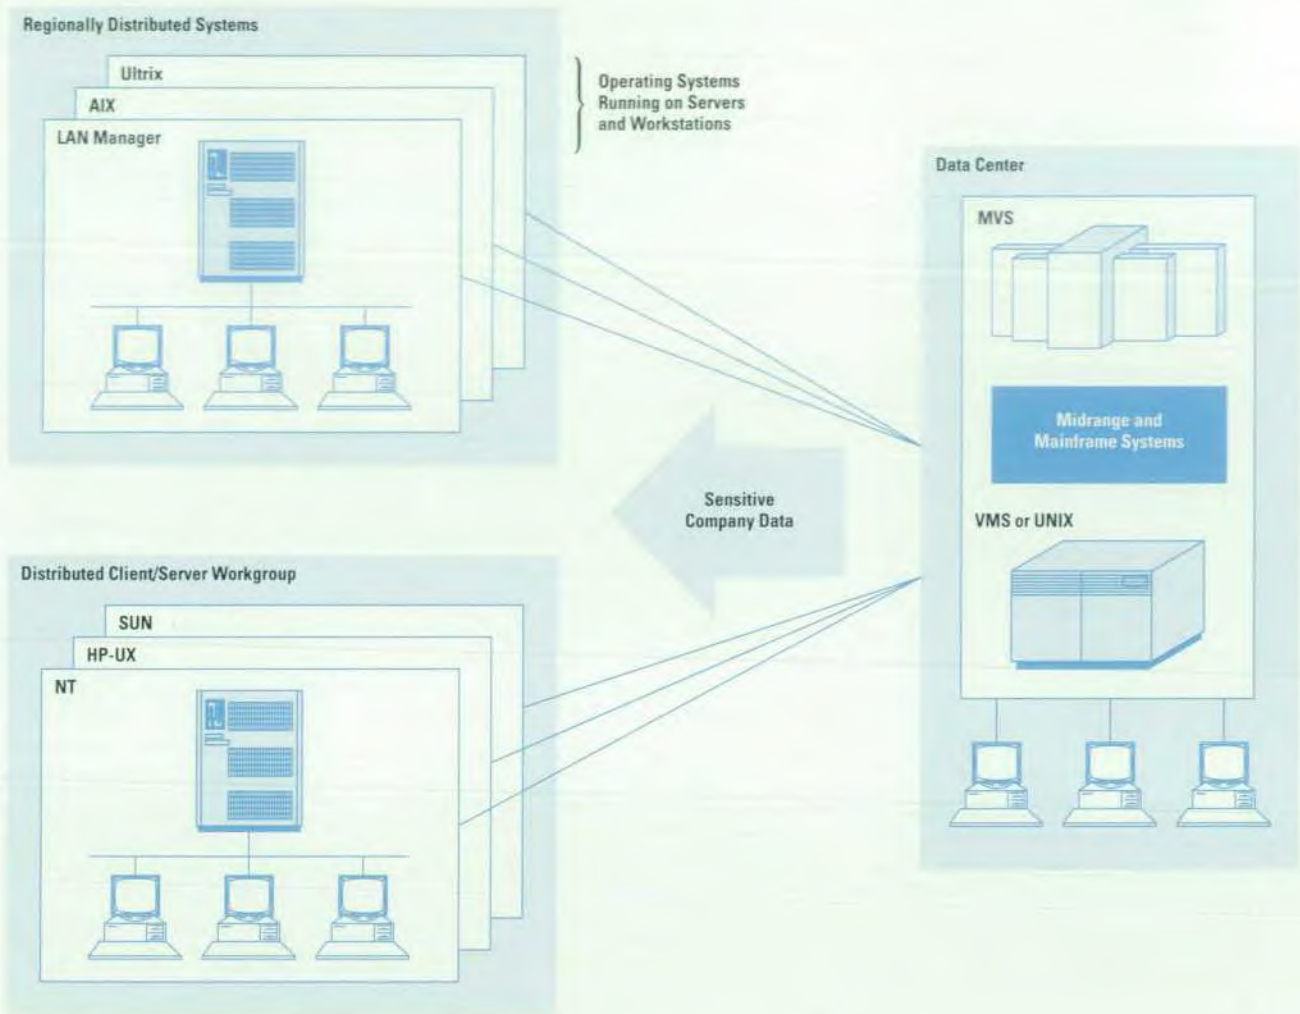 Regionally Distributed Systems
Ultrix
AIX
LAN Manager
Operating Systems
Running on Servers
and Workstations
Data Center
MVS
Midrange and
Mainframe Systems
VMS or UNIX
Sensitive
Company Data
Distributed Client/Server Workgroup
SUN
HP-UX
NT